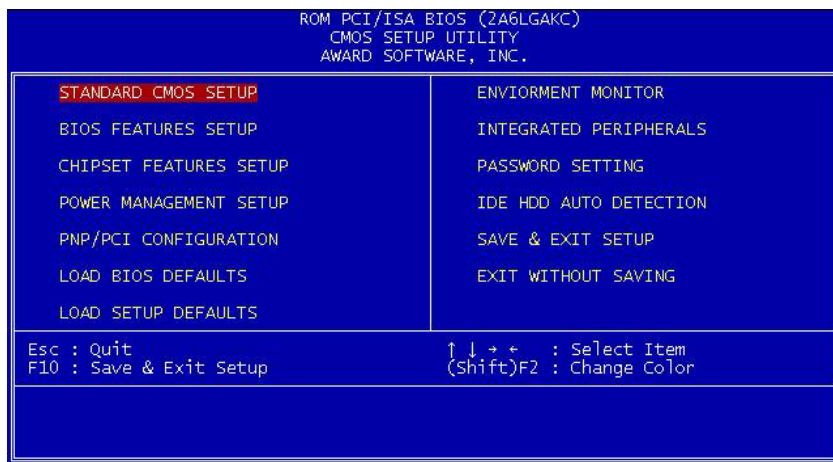 ROM PCI/ISA BIOS (2A6LGAKC)
CMOS SETUP UTILITY
AWARD SOFTWARE, INC.
STANDARD CMOS SETUP
BIOS FEATURES SETUP
CHIPSET FEATURES SETUP
POWER MANAGEMENT SETUP
PNP/PCI CONFIGURATION
LOAD BIOS DEFAULTS
LOAD SETUP DEFAULTS
ENVIORMENT MONITOR
INTEGRATED PERIPHERALS
PASSWORD SETTING
IDE HDD AUTO DETECTION
SAVE & EXIT SETUP
EXIT WITHOUT SAVING
Esc : Quit
F10 : Save & Exit Setup
↑ ↓ → ← : Select Item
(Shift)F2 : Change Color